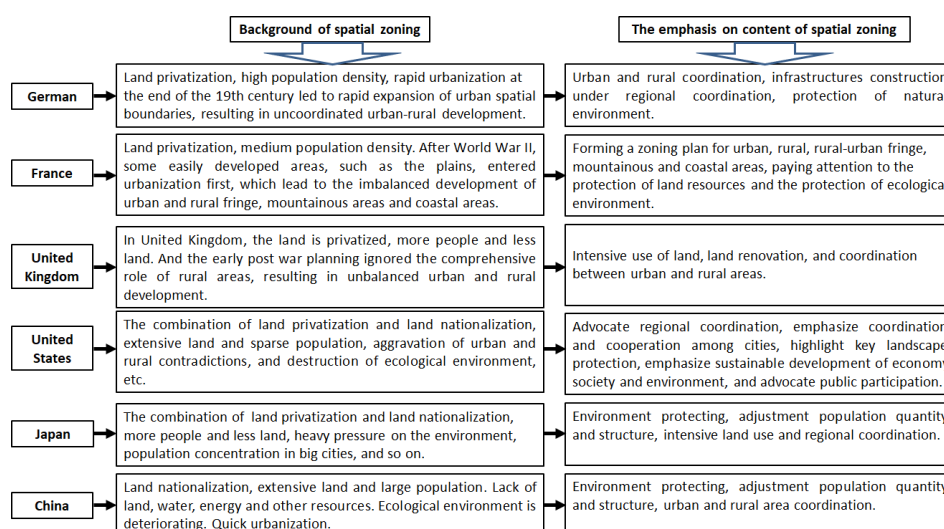 Background of spatial zoning
The emphasis on content of spatial zoning
German
Land privatization, high population density, rapid urbanization at
the end of the 19th century led to rapid expansion of urban spatial
boundaries, resulting in uncoordinated urban-rural development.
Urban and rural coordination, infrastructures construction
under regional coordination, protection of natural
environment.
France
Land privatization, medium population density. After World War II,
some easily developed areas, such as the plains, entered
urbanization first, which lead to the imbalanced development of
urban and rural fringe, mountainous areas and coastal areas.
Forming a zoning plan for urban, rural, rural-urban fringe,
mountainous and coastal areas, paying attention to the
protection of land resources and the protection of ecological
environment.
United
Kingdom
In United Kingdom, the land is privatized, more people and less
land. And the early post war planning ignored the comprehensive
role of rural areas, resulting in unbalanced urban and rural
development.
Intensive use of land, land renovation, and coordination
between urban and rural areas.
United
States
The combination of land privatization and land nationalization,
extensive land and sparse population, aggravation of urban and
rural contradictions, and destruction of ecological environment,
etc.
Advocate regional coordination, emphasize coordination
and cooperation among cities, highlight key landscape
protection, emphasize sustainable development of economy
society and environment, and advocate public participation.
Japan
The combination of land privatization and land nationalization,
more people and less land, heavy pressure on the environment,
population concentration in big cities, and so on.
Environment protecting, adjustment population quantity
and structure, intensive land use and regional coordination.
China
Land nationalization, extensive land and large population. Lack of
land, water, energy and other resources. Ecological environment is
deteriorating. Quick urbanization.
Environment protecting, adjustment population quantity
and structure, urban and rural area coordination.